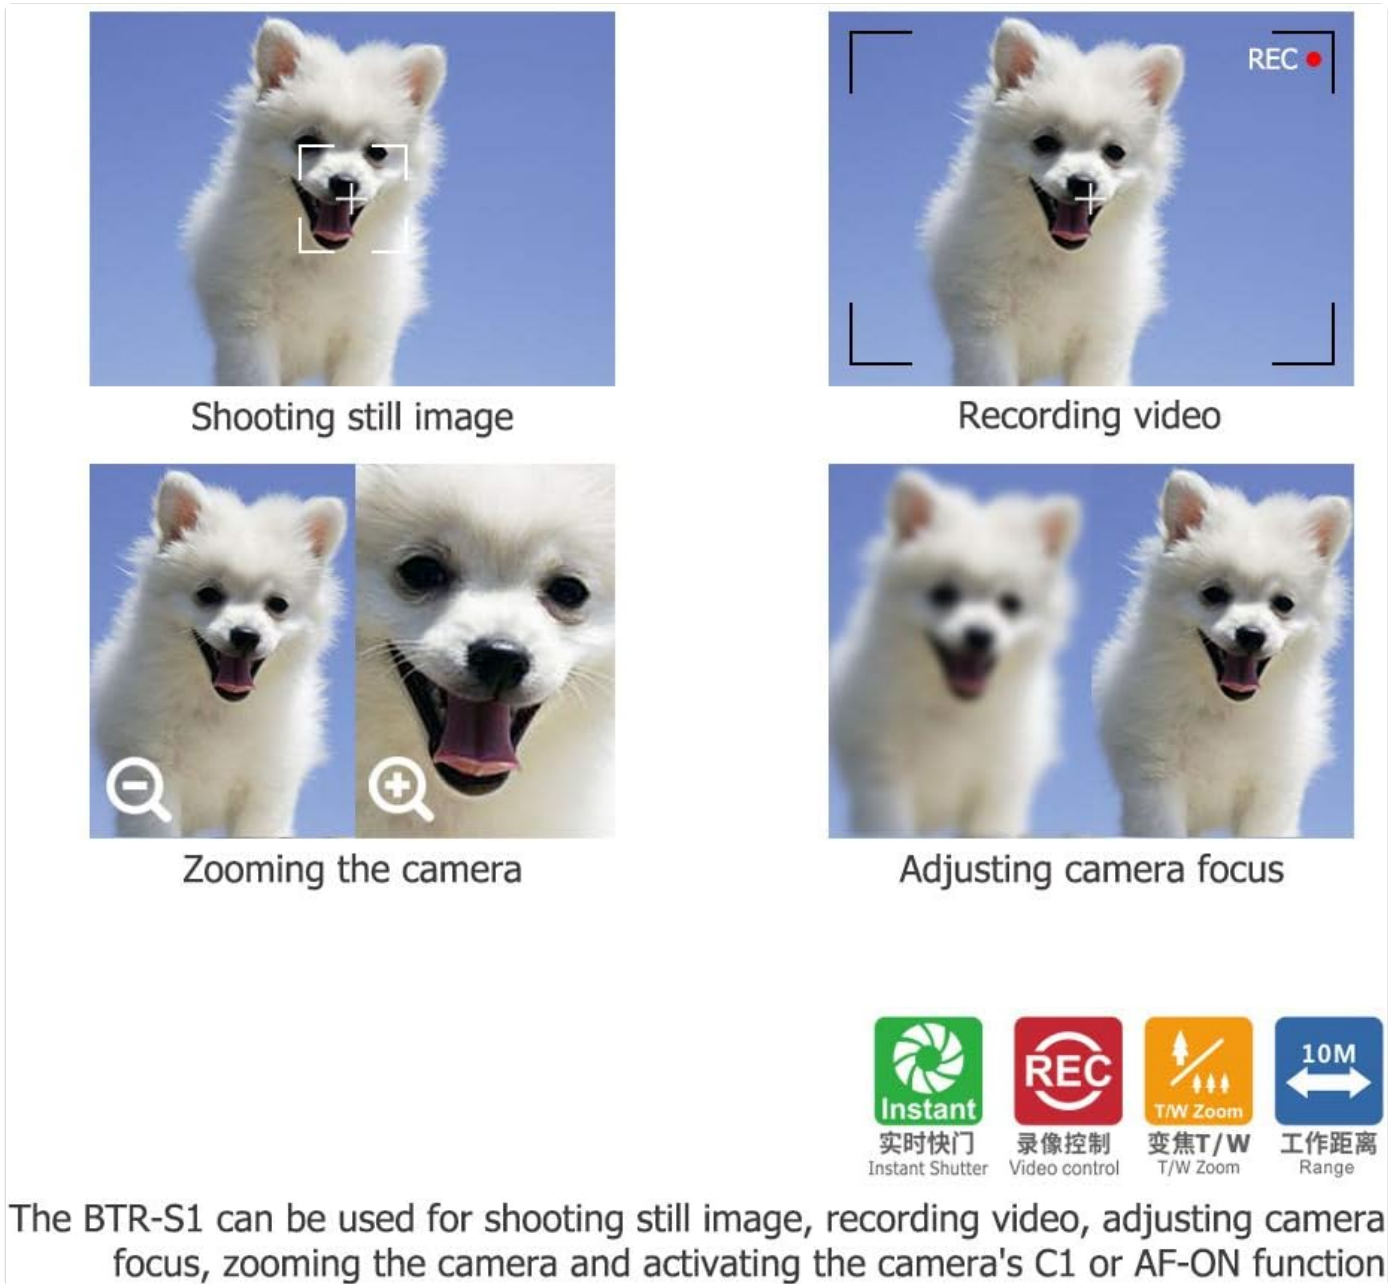 REC
Shooting still image
Recording video
Zooming the camera
Adjusting camera focus
Instant
REC
T/W Zoom
10M
实时快门
录像控制
变焦T/W
工作距离
Instant Shutter
Video control
T/W Zoom
Range
The BTR-S1 can be used for shooting still image, recording video, adjusting camera
focus, zooming the camera and activating the camera's C1 or AF-ON function